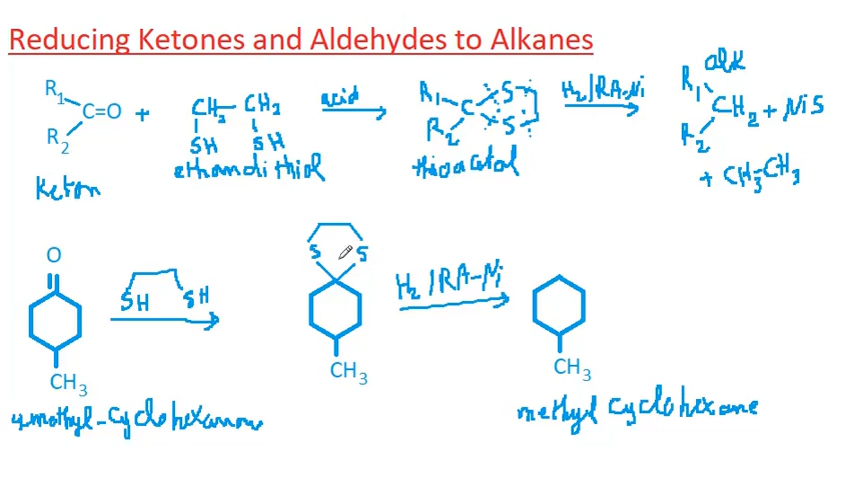 Reducing Ketones and Aldehydes to Alkanes
R1 C=O R2 + CH2—CH2 SH SH acid R1 C S S R2 H2/RA-Ni alk R1 CH2 R2 + NiS
+ CH3-CH3
keton ethandithiol thioacetal
O SH SH S S H2/RA-Ni
CH3 CH3 CH3
4-methyl-cyclohexanone methyl cyclohexane